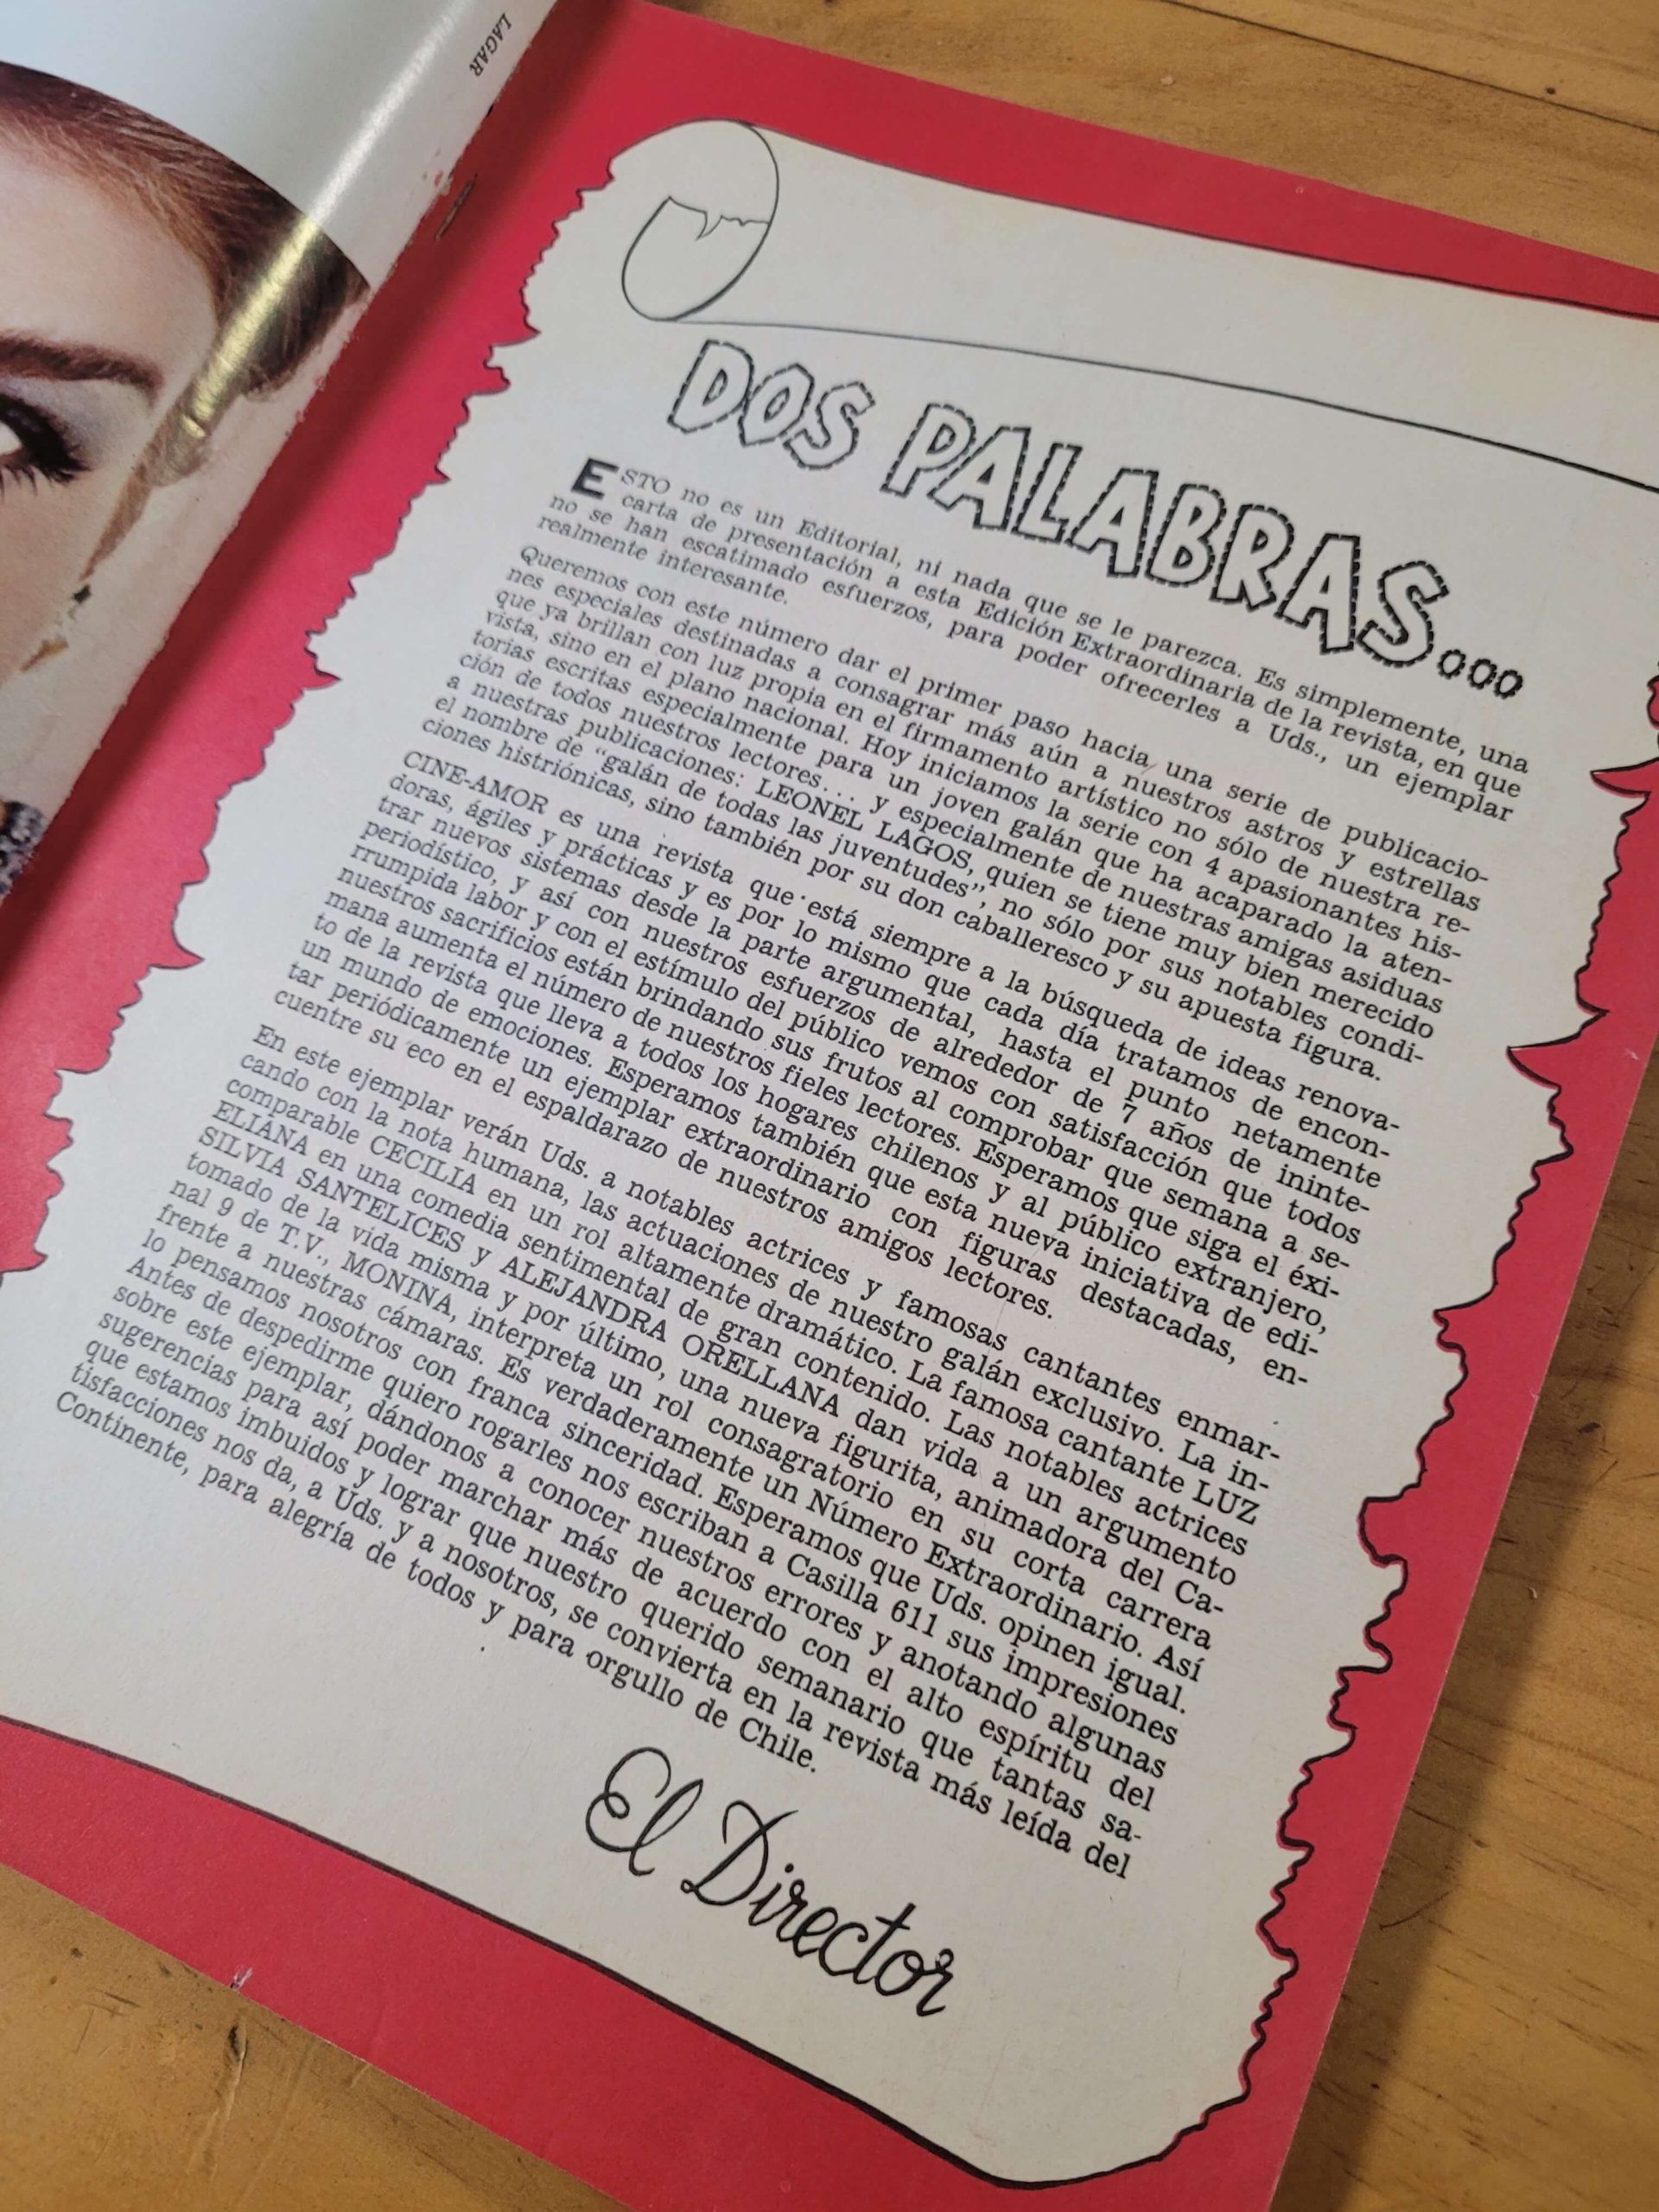 LAGAR
DOS PALABRAS...
ESTO no es un Editorial, ni nada que se le parezca. Es simplemente, una
carta de presentación a esta Edición Extraordinaria de la revista, en que
no se han escatimado esfuerzos, para poder ofrecerles a Uds., un ejemplar
realmente interesante.
Queremos con este número dar el primer paso hacia una serie de publicacio-
nes especiales destinadas a consagrar más aún a nuestros astros y estrellas
que ya brillan con luz propia en el firmamento artístico no sólo de nuestra re-
vista, sino en el plano nacional. Hoy iniciamos la serie con 4 apasionantes his-
torias escritas especialmente para un joven galán que ha acaparado la aten-
ción de todos nuestros lectores... y especialmente de nuestras amigas asiduas
a nuestras publicaciones: LEONEL LAGOS, quien se tiene muy bien merecido
el nombre de "galán de todas las juventudes", no sólo por sus notables condi-
ciones histriónicas, sino también por su don caballeresco y su apuesta figura.
CINE-AMOR es una revista que está siempre a la búsqueda de ideas renova-
doras, ágiles y prácticas y es por lo mismo que cada día tratamos de encon-
trar nuevos sistemas desde la parte argumental, hasta el punto netamente
periodístico, y así con nuestros esfuerzos de alrededor de 7 años de ininte-
rrumpida labor y con el estímulo del público vemos con satisfacción que todos
nuestros sacrificios están brindando sus frutos al comprobar que semana a se-
mana aumenta el número de nuestros fieles lectores. Esperamos que siga el éxi-
to de la revista que lleva a todos los hogares chilenos y al público extranjero,
un mundo de emociones. Esperamos también que esta nueva iniciativa de edi-
tar periódicamente un ejemplar extraordinario con figuras destacadas, en-
cuentre su eco en el espaldarazo de nuestros amigos lectores.
En este ejemplar verán Uds. a notables actrices y famosas cantantes enmar-
cando con la nota humana, las actuaciones de nuestro galán exclusivo. La in-
comparable CECILIA en un rol altamente dramático. La famosa cantante LUZ
ELIANA en una comedia sentimental de gran contenido. Las notables actrices
SILVIA SANTELICES y ALEJANDRA ORELLANA dan vida a un argumento
tomado de la vida misma y por último, una nueva figurita, animadora del Ca-
nal 9 de T.V., MONINA, interpreta un rol consagratorio en su corta carrera
frente a nuestras cámaras. Es verdaderamente un Número Extraordinario. Así
lo pensamos nosotros con franca sinceridad. Esperamos que Uds. opinen igual.
Antes de despedirme quiero rogarles nos escriban a Casilla 611 sus impresiones
sobre este ejemplar, dándonos a conocer nuestros errores y anotando algunas
sugerencias para así poder marchar más de acuerdo con el alto espíritu del
que estamos imbuidos y lograr que nuestro querido semanario que tantas sa-
tisfacciones nos da, a Uds. y a nosotros, se convierta en la revista más leída del
Continente, para alegría de todos y para orgullo de Chile.
El Director